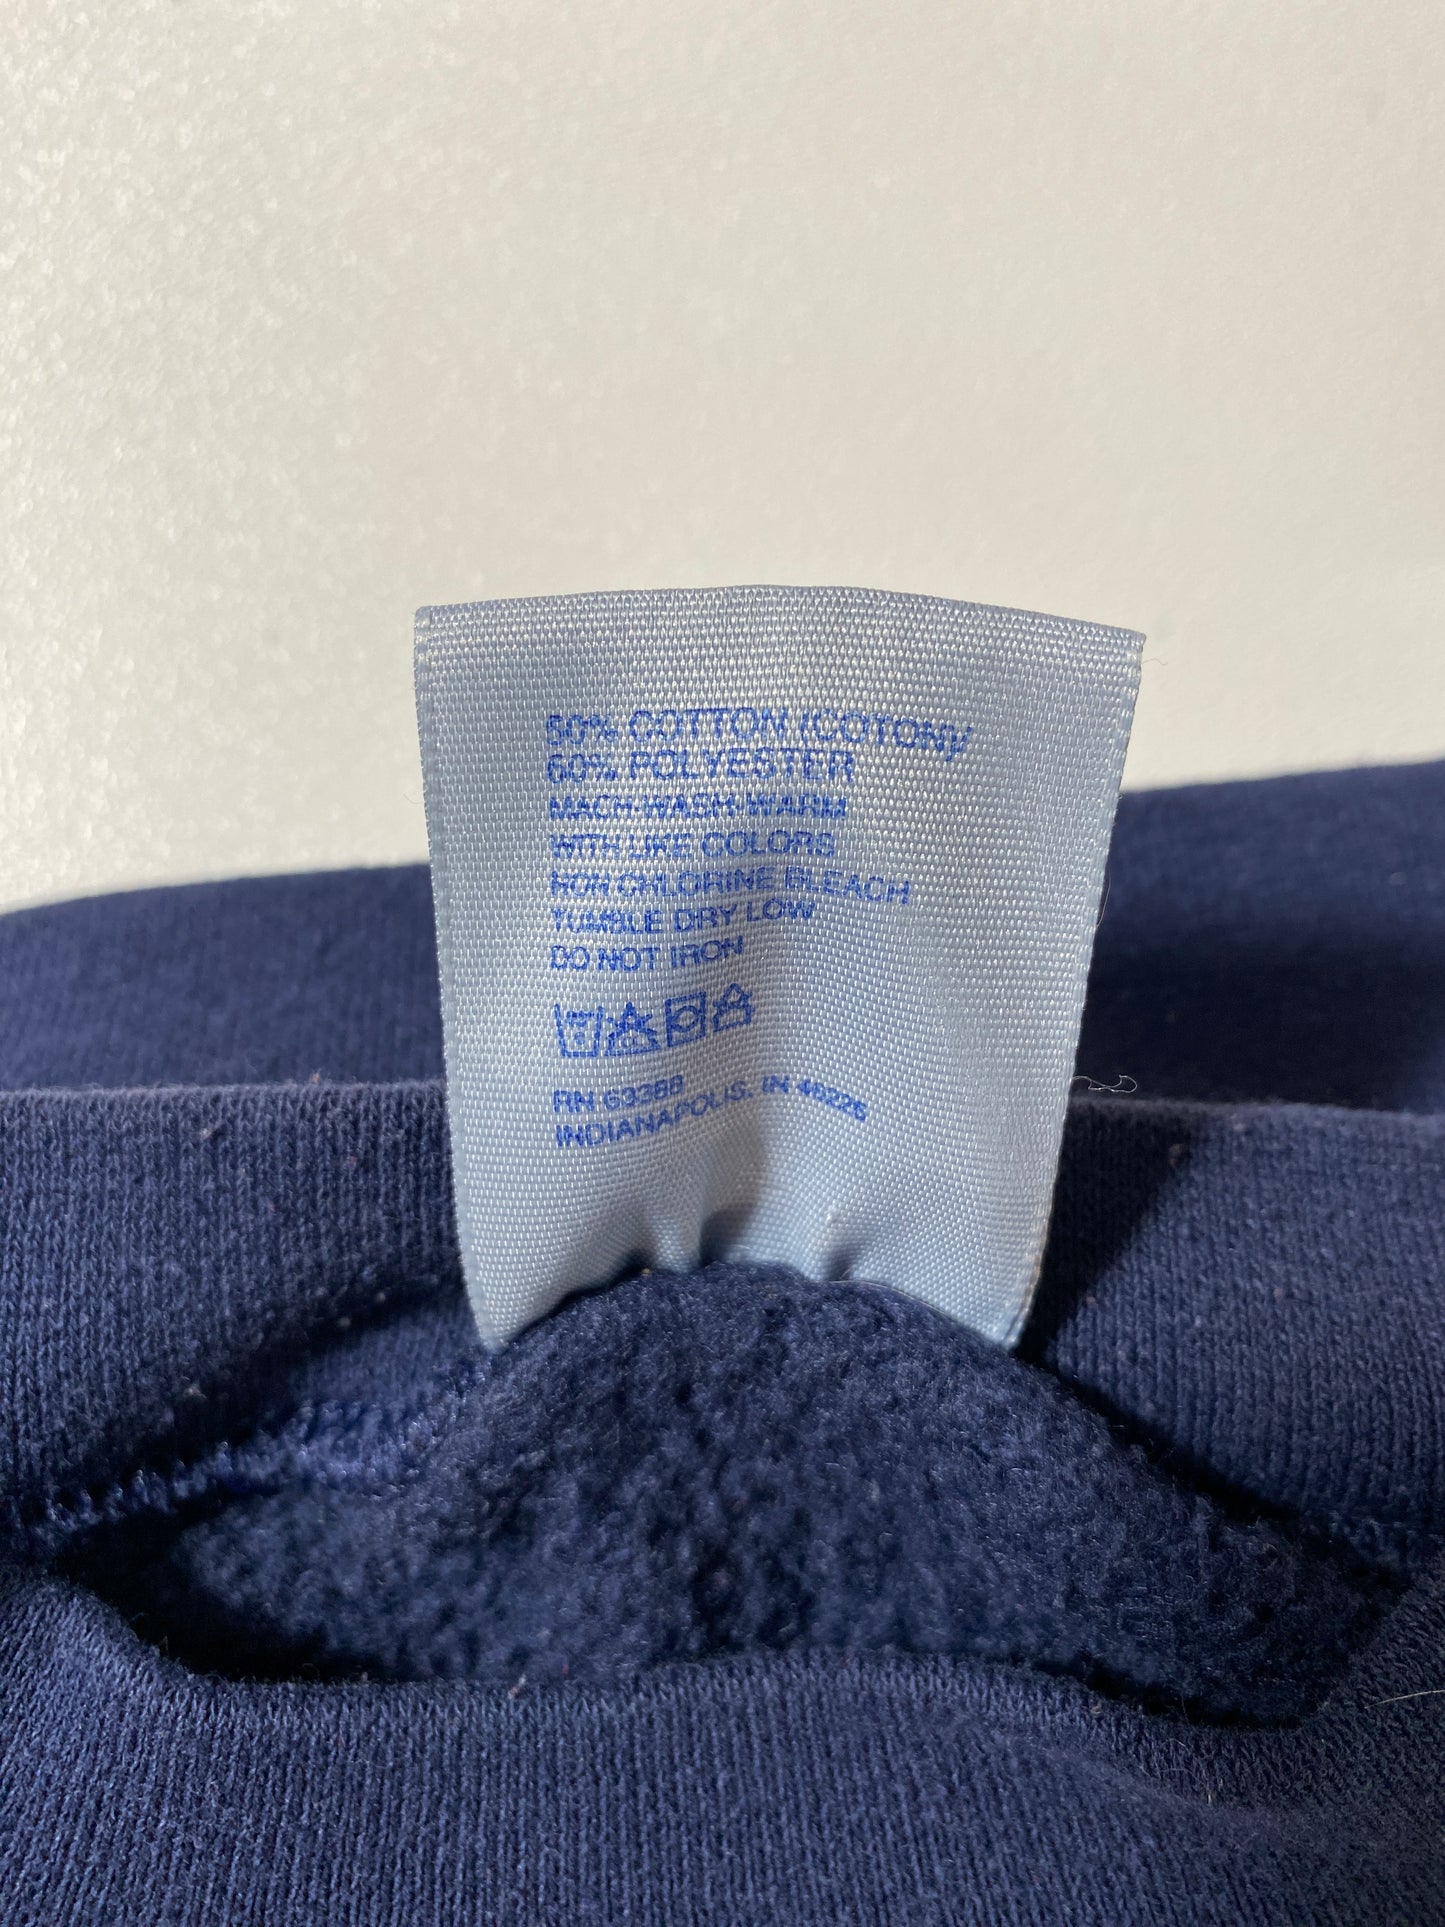 50% COTTON (COTON)/
50% POLYESTER
MACH-WASH-WARM
WITH LIKE COLORS
NON CHLORINE BLEACH
TUMBLE DRY LOW
DO NOT IRON
RN 63388
INDIANAPOLIS, IN 46226